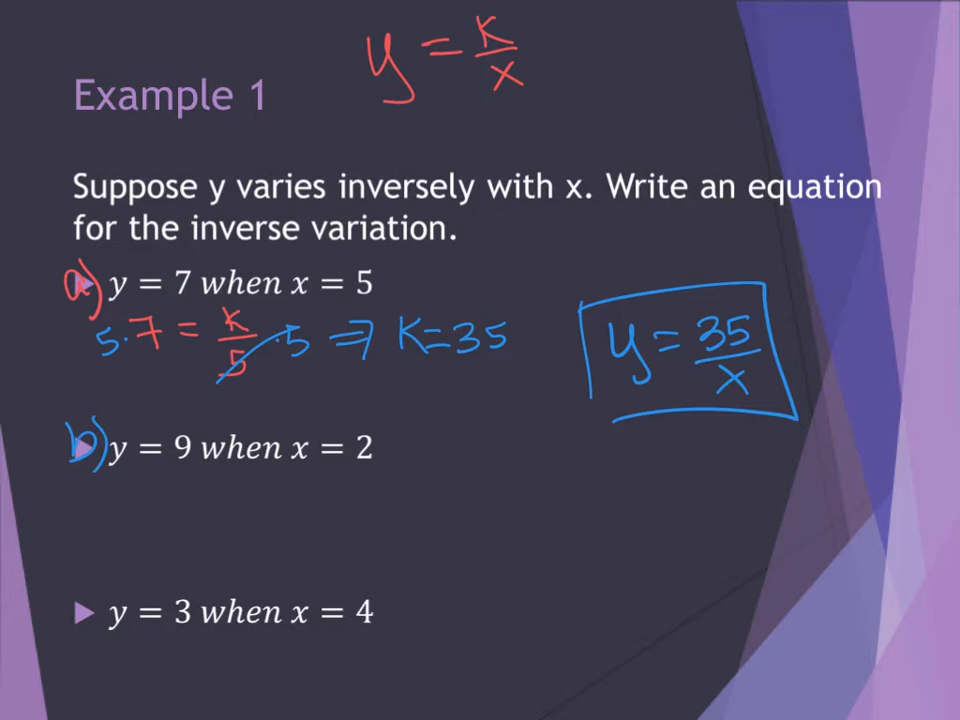 y = k/x
Example 1
Suppose y varies inversely with x. Write an equation
for the inverse variation.
a) y = 7 when x = 5
5·7 = k/5 ·5 ⇒ K=35
y = 35/x
b) y = 9 when x = 2
y = 3 when x = 4